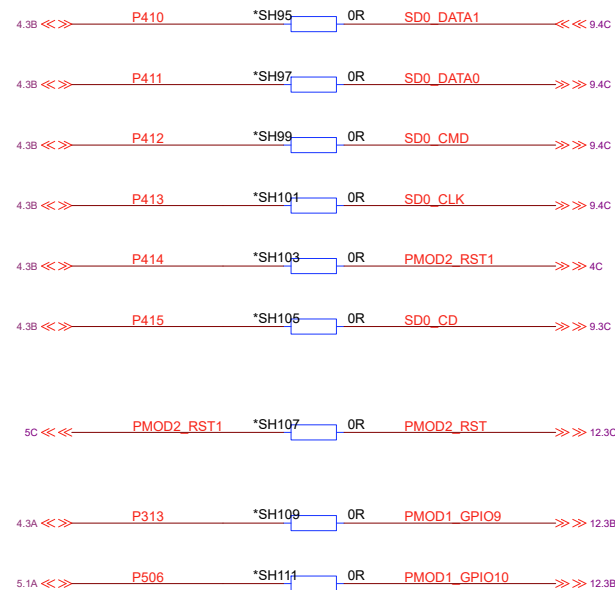 4.3B P410 *SH95 0R SD0_DATA1 9.4C
4.3B P411 *SH97 0R SD0_DATA0 9.4C
4.3B P412 *SH99 0R SD0_CMD 9.4C
4.3B P413 *SH101 0R SD0_CLK 9.4C
4.3B P414 *SH103 0R PMOD2_RST1 4C
4.3B P415 *SH105 0R SD0_CD 9.3C
5C PMOD2_RST1 *SH107 0R PMOD2_RST 12.3C
4.3A P313 *SH109 0R PMOD1_GPIO9 12.3B
5.1A P506 *SH111 0R PMOD1_GPIO10 12.3B